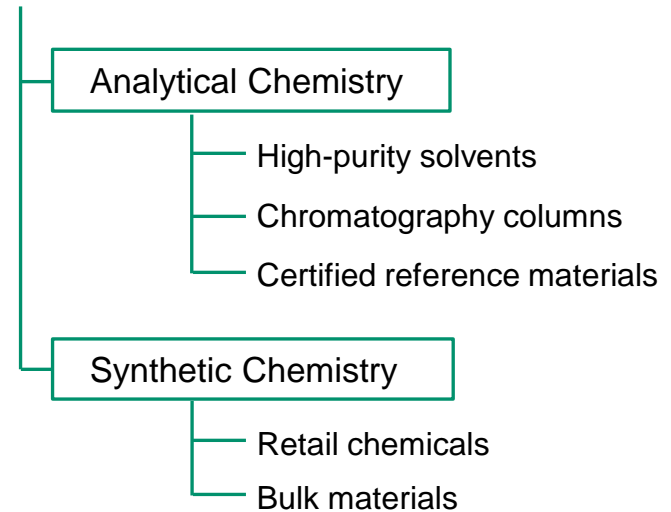 Analytical Chemistry
High-purity solvents
Chromatography columns
Certified reference materials
Synthetic Chemistry
Retail chemicals
Bulk materials